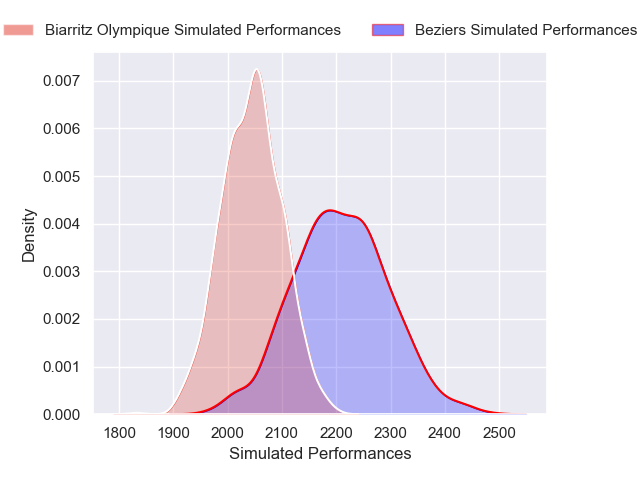 Biarritz Olympique Simulated Performances
Beziers Simulated Performances
Density
0.007
0.006
0.005
0.004
0.003
0.002
0.001
0.000
1800 1900 2000 2100 2200 2300 2400 2500
Simulated Performances